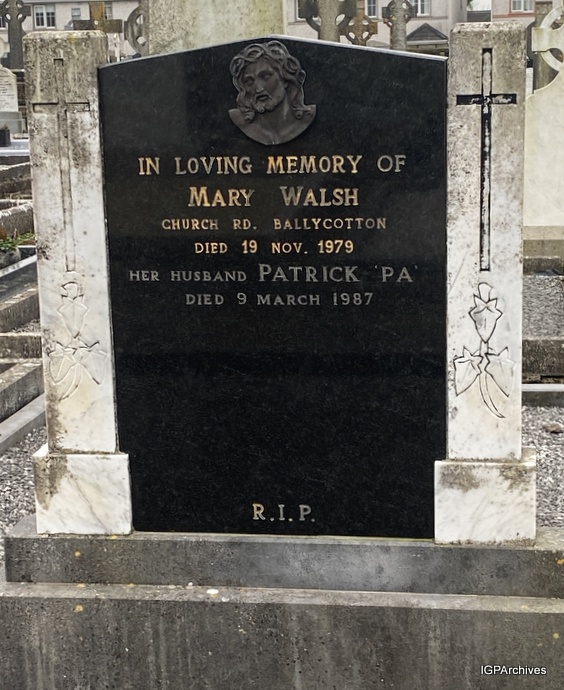 IN LOVING MEMORY OF
MARY WALSH
CHURCH RD. BALLYCOTTON
DIED 19 NOV. 1979
HER HUSBAND PATRICK 'PA'
DIED 9 MARCH 1987
R.I.P.
IGPArchives